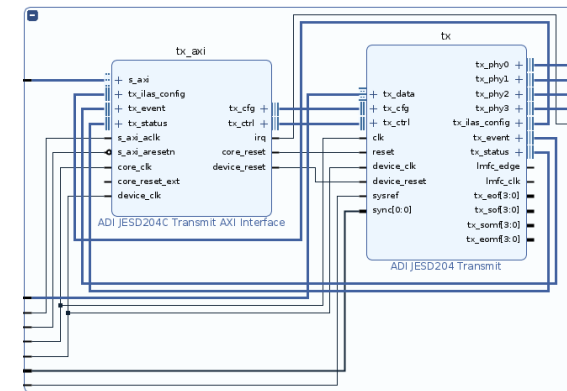 tx_axi
s_axi
tx_ilas_config
tx_event
tx_status
s_axi_aclk
s_axi_aresetn
core_clk
core_reset_ext
device_clk
tx_cfg
tx_ctrl
irq
core_reset
device_reset
ADI JESD204C Transmit AXI Interface
tx
tx_data
tx_cfg
tx_ctrl
clk
reset
device_clk
device_reset
sysref
sync[0:0]
tx_phy0
tx_phy1
tx_phy2
tx_phy3
tx_ilas_config
tx_event
tx_status
lmfc_edge
lmfc_clk
tx_eof[3:0]
tx_sof[3:0]
tx_somf[3:0]
tx_eomf[3:0]
ADI JESD204 Transmit